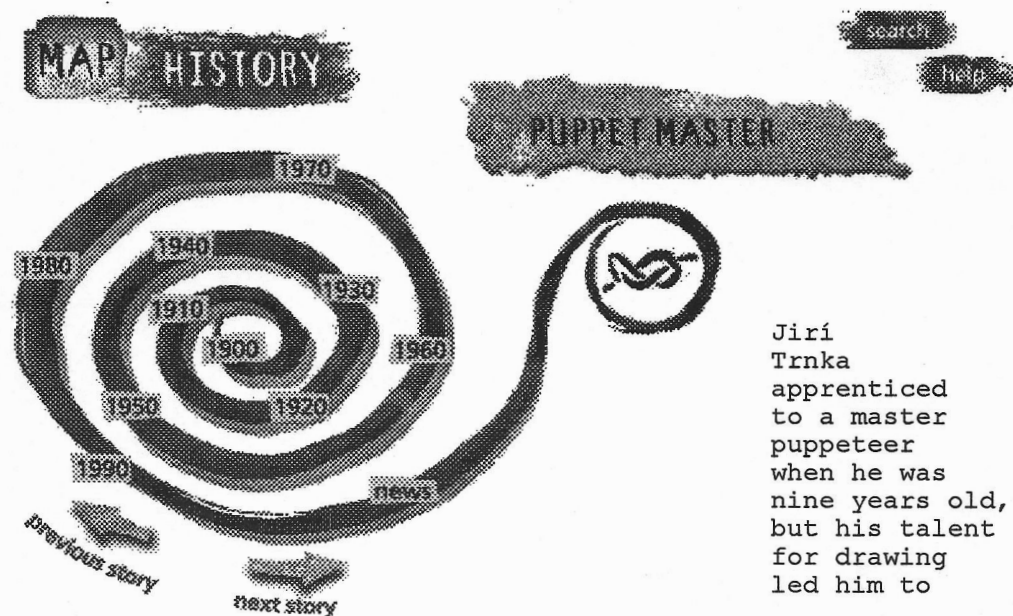 MAP HISTORY
search
help
PUPPET MASTER
1970
1940
1980
1930
1910
1900
1960
1950
1920
1990
news
previous story
next story
Jirí
Trnka
apprenticed
to a master
puppeteer
when he was
nine years old,
but his talent
for drawing
led him to